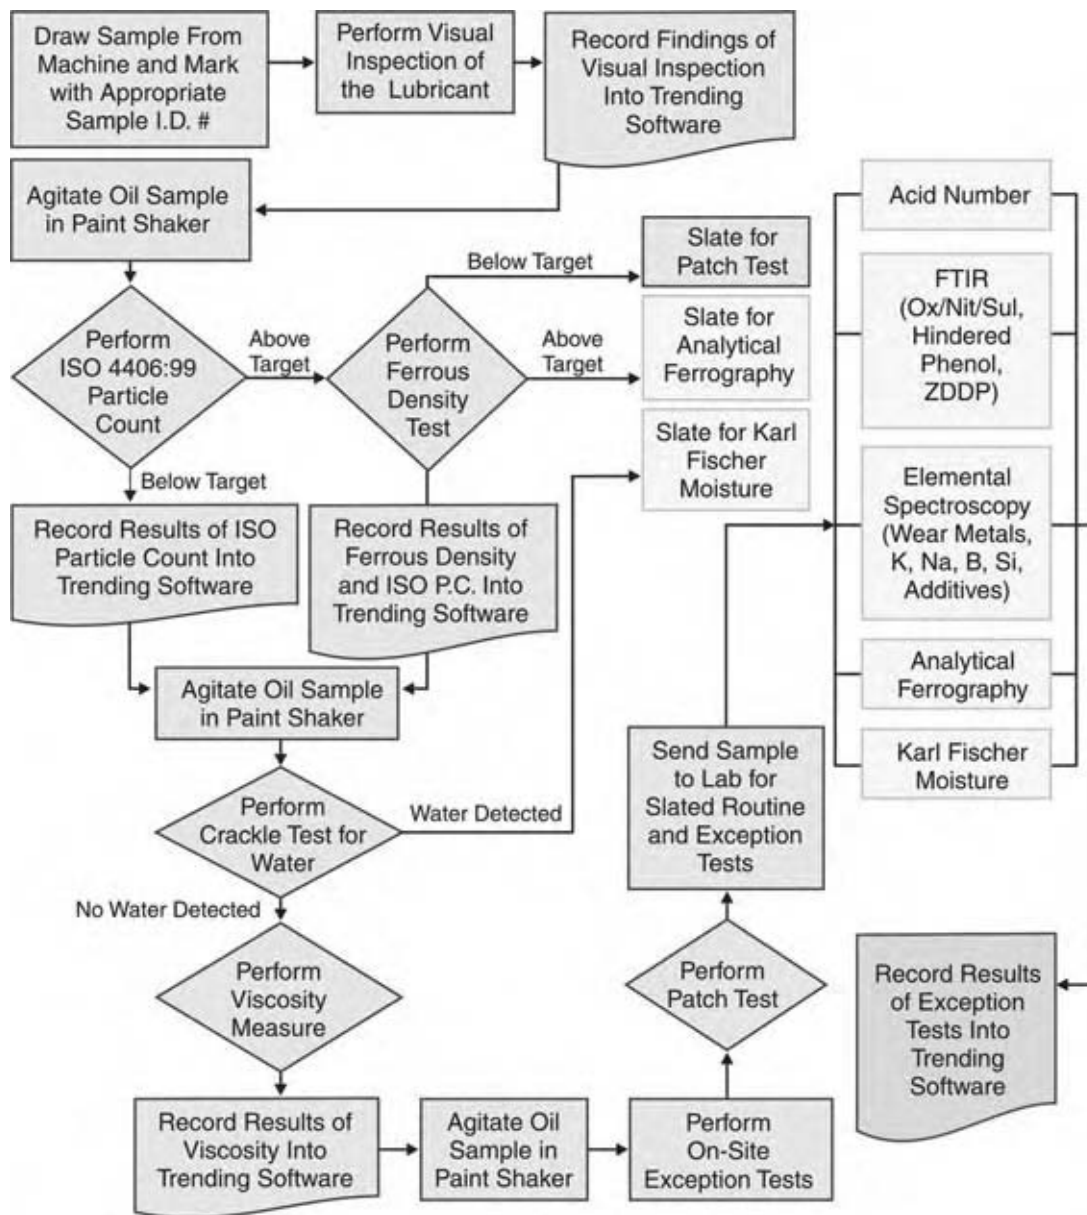 Draw Sample From
Machine and Mark
with Appropriate
Sample I.D. #
Perform Visual
Inspection of
the Lubricant
Record Findings of
Visual Inspection
Into Trending
Software
Agitate Oil Sample
in Paint Shaker
Perform
ISO 4406:99
Particle
Count
Above
Target
Below Target
Perform
Ferrous
Density
Test
Below Target
Above
Target
Slate for
Patch Test
Slate for
Analytical
Ferrography
Slate for Karl
Fischer
Moisture
Record Results of ISO
Particle Count Into
Trending Software
Record Results of
Ferrous Density
and ISO P.C. Into
Trending Software
Agitate Oil Sample
in Paint Shaker
Perform
Crackle Test for
Water
Water Detected
No Water Detected
Perform
Viscosity
Measure
Record Results of
Viscosity Into
Trending Software
Agitate Oil
Sample in
Paint Shaker
Perform
On-Site
Exception Tests
Perform
Patch Test
Send Sample
to Lab for
Slated Routine
and Exception
Tests
Acid Number
FTIR
(Ox/Nit/Sul,
Hindered
Phenol,
ZDDP)
Elemental
Spectroscopy
(Wear Metals,
K, Na, B, Si,
Additives)
Analytical
Ferrography
Karl Fischer
Moisture
Record Results
of Exception
Tests Into
Trending
Software